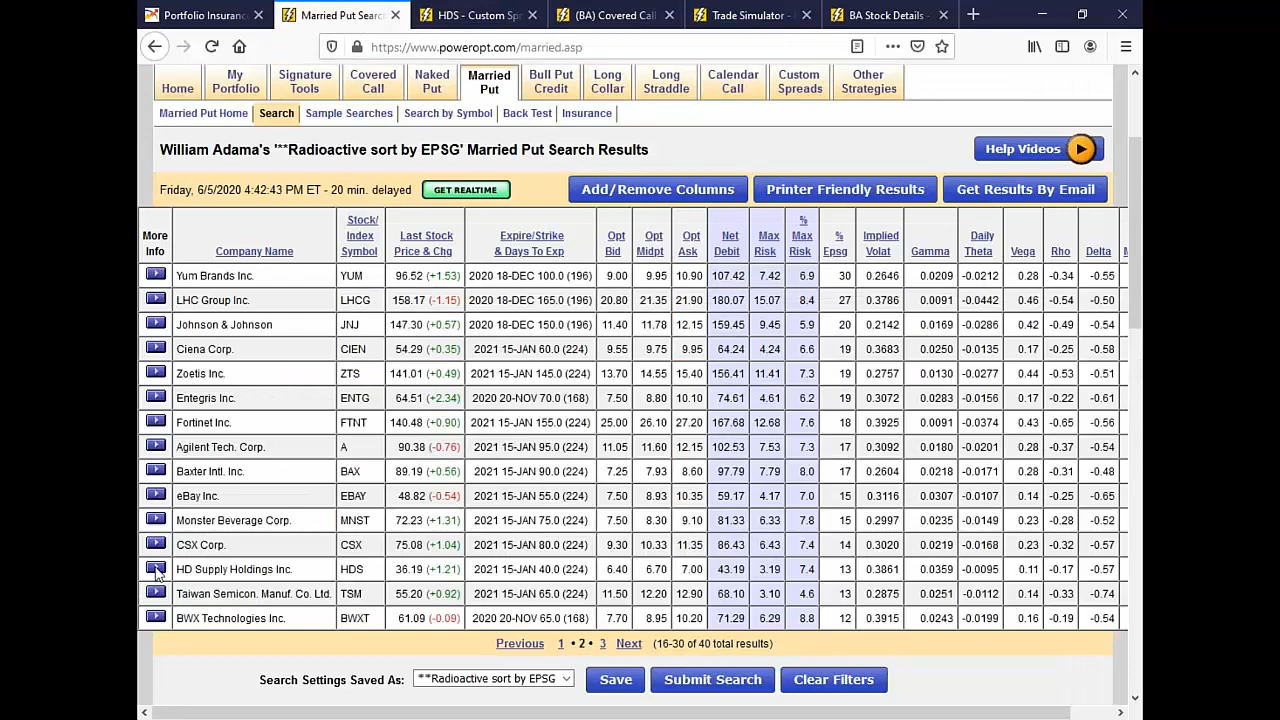 Portfolio Insuranc
Married Put Searc
HDS - Custom Spr
(BA) Covered Call
Trade Simulator -
BA Stock Details -
https://www.poweropt.com/married.asp
Home
My Portfolio
Signature Tools
Covered Call
Naked Put
Married Put
Bull Put Credit
Long Collar
Long Straddle
Calendar Call
Custom Spreads
Other Strategies
Married Put Home Search Sample Searches Search by Symbol Back Test Insurance
William Adama's '**Radioactive sort by EPSG' Married Put Search Results
Help Videos
Friday, 6/5/2020 4:42:43 PM ET - 20 min. delayed GET REALTIME
Add/Remove Columns Printer Friendly Results Get Results By Email
More Info Company Name Stock/ Index Symbol Last Stock Price & Chg Expire/Strike & Days To Exp Opt Bid Opt Midpt Opt Ask Net Debit Max Risk % Max Risk % Epsg Implied Volat Gamma Daily Theta Vega Rho Delta
Yum Brands Inc. YUM 96.52 (+1.53) 2020 18-DEC 100.0 (196) 9.00 9.95 10.90 107.42 7.42 6.9 30 0.2646 0.0209 -0.0212 0.28 -0.34 -0.55
LHC Group Inc. LHCG 158.17 (-1.15) 2020 18-DEC 165.0 (196) 20.80 21.35 21.90 180.07 15.07 8.4 27 0.3786 0.0091 -0.0442 0.46 -0.54 -0.50
Johnson & Johnson JNJ 147.30 (+0.57) 2020 18-DEC 150.0 (196) 11.40 11.78 12.15 159.45 9.45 5.9 20 0.2142 0.0169 -0.0286 0.42 -0.49 -0.54
Ciena Corp. CIEN 54.29 (+0.35) 2021 15-JAN 60.0 (224) 9.55 9.75 9.95 64.24 4.24 6.6 19 0.3683 0.0250 -0.0135 0.17 -0.25 -0.58
Zoetis Inc. ZTS 141.01 (+0.49) 2021 15-JAN 145.0 (224) 13.70 14.55 15.40 156.41 11.41 7.3 19 0.2757 0.0130 -0.0277 0.44 -0.53 -0.51
Entegris Inc. ENTG 64.51 (+2.34) 2020 20-NOV 70.0 (168) 7.50 8.80 10.10 74.61 4.61 6.2 19 0.3072 0.0283 -0.0156 0.17 -0.22 -0.61
Fortinet Inc. FTNT 140.48 (+0.90) 2021 15-JAN 155.0 (224) 25.00 26.10 27.20 167.68 12.68 7.6 18 0.3925 0.0091 -0.0374 0.43 -0.65 -0.56
Agilent Tech. Corp. A 90.38 (-0.76) 2021 15-JAN 95.0 (224) 11.05 11.60 12.15 102.53 7.53 7.3 17 0.3092 0.0180 -0.0201 0.28 -0.37 -0.54
Baxter Intl. Inc. BAX 89.19 (+0.56) 2021 15-JAN 90.0 (224) 7.25 7.93 8.60 97.79 7.79 8.0 17 0.2604 0.0218 -0.0171 0.28 -0.31 -0.48
eBay Inc. EBAY 48.82 (-0.54) 2021 15-JAN 55.0 (224) 7.50 8.93 10.35 59.17 4.17 7.0 15 0.3116 0.0307 -0.0107 0.14 -0.25 -0.65
Monster Beverage Corp. MNST 72.23 (+1.31) 2021 15-JAN 75.0 (224) 7.50 8.30 9.10 81.33 6.33 7.8 15 0.2997 0.0235 -0.0149 0.23 -0.28 -0.52
CSX Corp. CSX 75.08 (+1.04) 2021 15-JAN 80.0 (224) 9.30 10.33 11.35 86.43 6.43 7.4 14 0.3020 0.0219 -0.0168 0.23 -0.32 -0.57
HD Supply Holdings Inc. HDS 36.19 (+1.21) 2021 15-JAN 40.0 (224) 6.40 6.70 7.00 43.19 3.19 7.4 13 0.3861 0.0359 -0.0095 0.11 -0.17 -0.57
Taiwan Semicon. Manuf. Co. Ltd. TSM 55.20 (+0.92) 2021 15-JAN 65.0 (224) 11.50 12.20 12.90 68.10 3.10 4.6 13 0.2875 0.0251 -0.0112 0.14 -0.33 -0.74
BWX Technologies Inc. BWXT 61.09 (-0.09) 2020 20-NOV 65.0 (168) 7.70 8.95 10.20 71.29 6.29 8.8 12 0.3915 0.0243 -0.0199 0.16 -0.19 -0.54
Previous 1 • 2 • 3 Next (16-30 of 40 total results)
Search Settings Saved As: **Radioactive sort by EPSG Save Submit Search Clear Filters